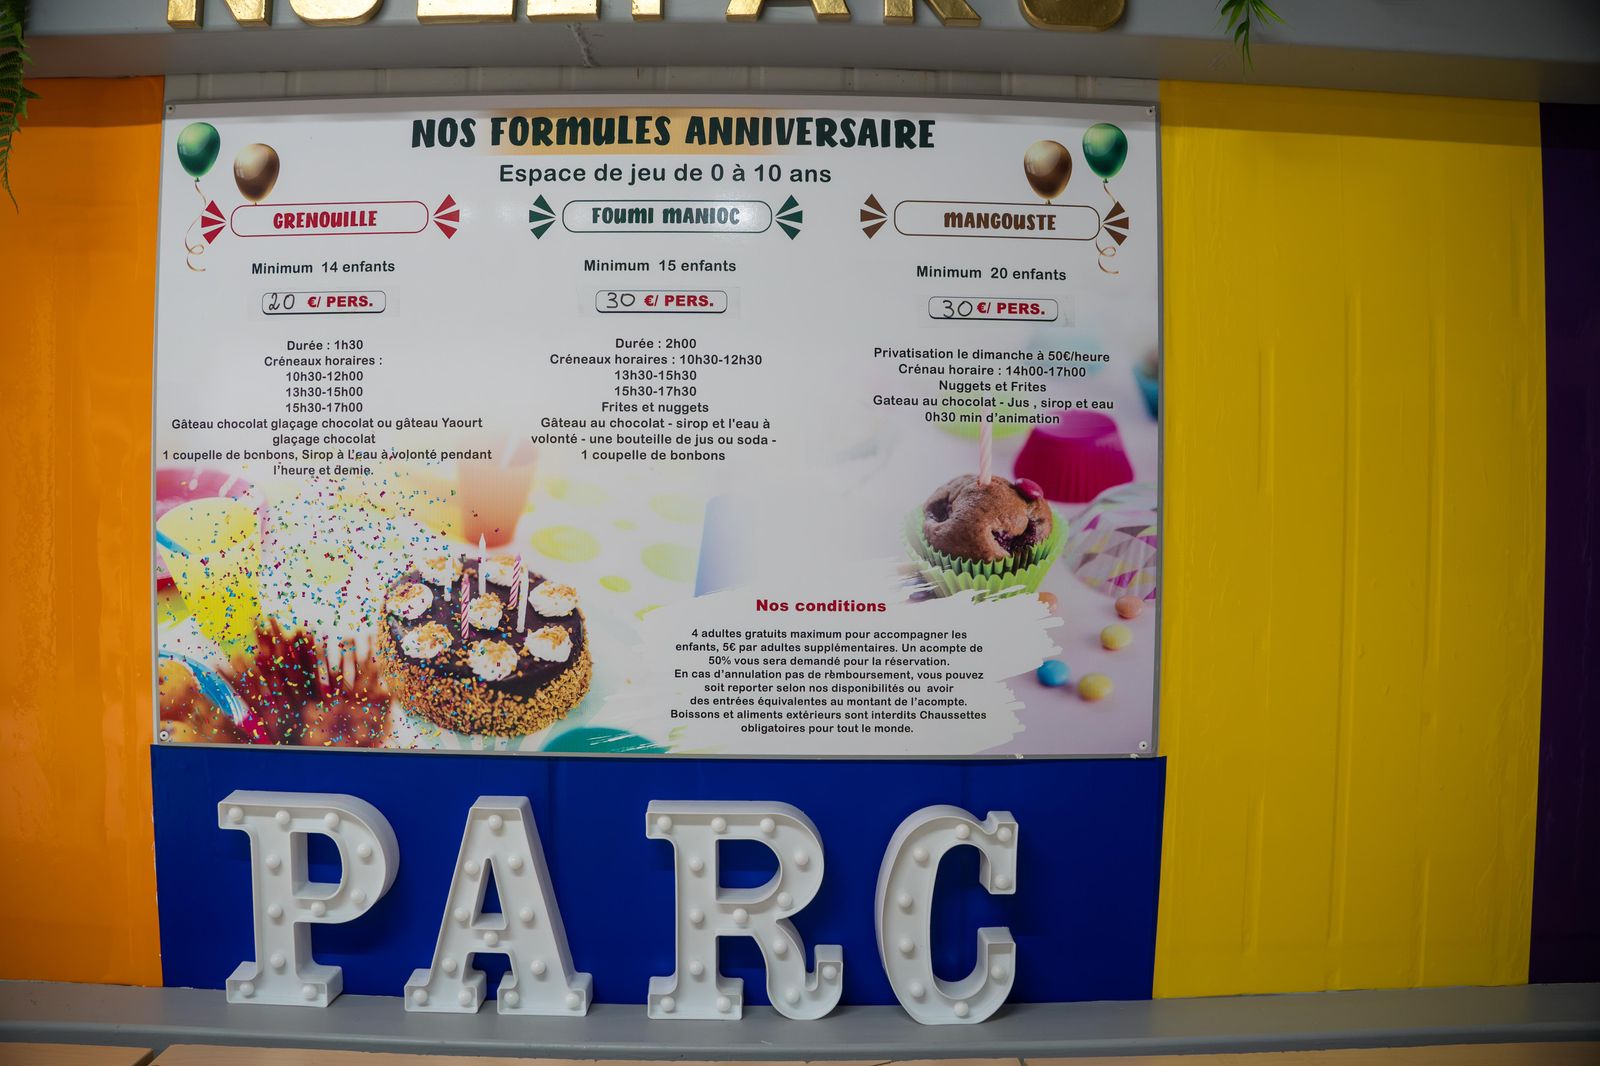 NOS FORMULES ANNIVERSAIRE
Espace de jeu de 0 à 10 ans
GRENOUILLE
Minimum 14 enfants
20 €/ PERS.
Durée : 1h30
Créneaux horaires :
10h30-12h00
13h30-15h00
15h30-17h00
Gâteau chocolat glaçage chocolat ou gâteau Yaourt
glaçage chocolat
1 coupelle de bonbons, Sirop à L'eau à volonté pendant
l'heure et demie.
FOUMI MANIOC
Minimum 15 enfants
30 €/ PERS.
Durée : 2h00
Créneaux horaires : 10h30-12h30
13h30-15h30
15h30-17h30
Frites et nuggets
Gâteau au chocolat - sirop et l'eau à
volonté - une bouteille de jus ou soda -
1 coupelle de bonbons
MANGOUSTE
Minimum 20 enfants
30 €/ PERS.
Privatisation le dimanche à 50€/heure
Crénau horaire : 14h00-17h00
Nuggets et Frites
Gateau au chocolat - Jus , sirop et eau
0h30 min d'animation
Nos conditions
4 adultes gratuits maximum pour accompagner les
enfants, 5€ par adultes supplémentaires. Un acompte de
50% vous sera demandé pour la réservation.
En cas d'annulation pas de remboursement, vous pouvez
soit reporter selon nos disponibilités ou avoir
des entrées équivalentes au montant de l'acompte.
Boissons et aliments extérieurs sont interdits Chaussettes
obligatoires pour tout le monde.
PARC